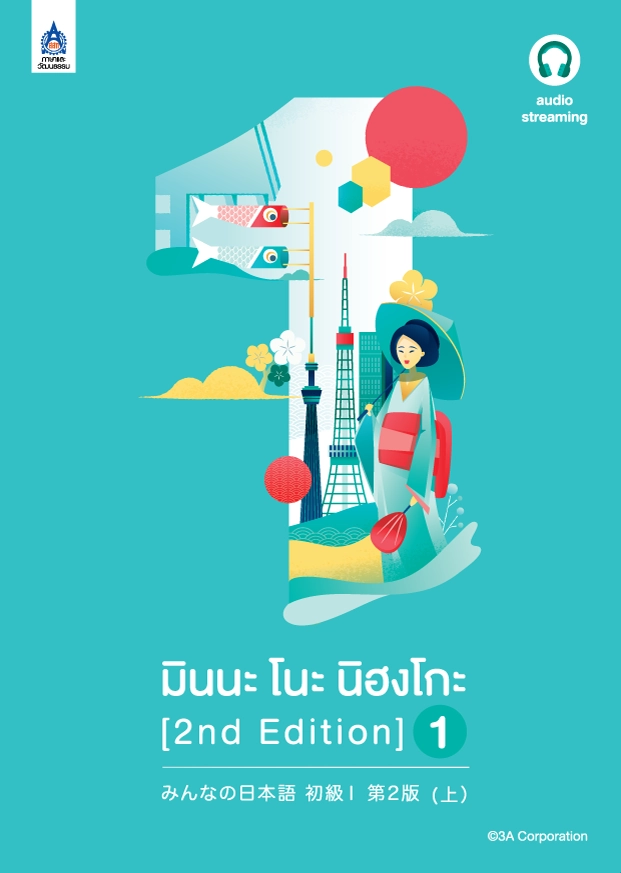 ภาษาและ
วัฒนธรรม
audio
streaming
มินนะ โนะ นิฮงโกะ
[2nd Edition] 1
みんなの日本語 初級I 第2版 (上)
©3A Corporation